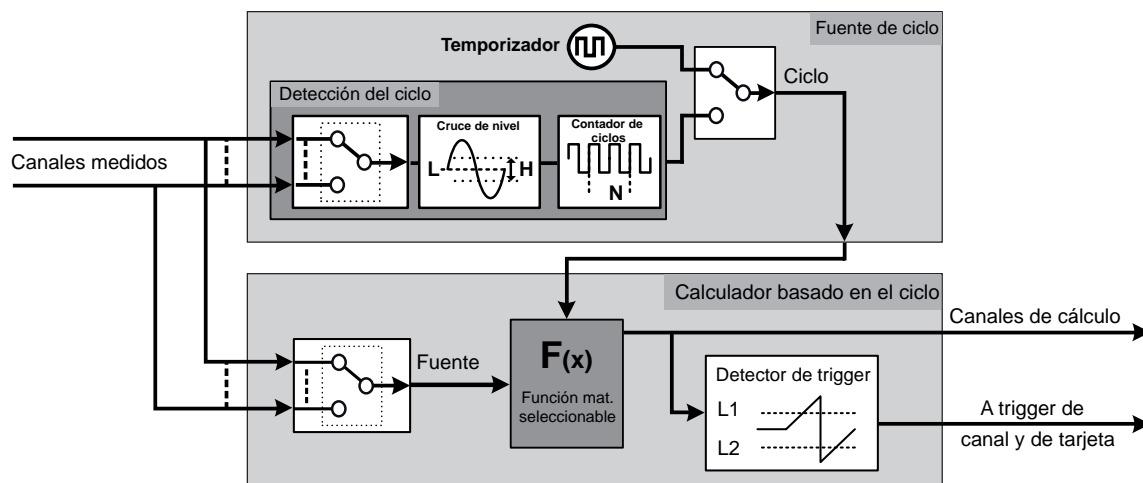 Fuente de ciclo
Temporizador
Ciclo
Detección del ciclo
Cruce de nivel
L
H
Contador de
ciclos
N
Canales medidos
Calculador basado en el ciclo
Fuente
F(x)
Función mat.
seleccionable
Canales de cálculo
Detector de trigger
L1
L2
A trigger de
canal y de tarjeta